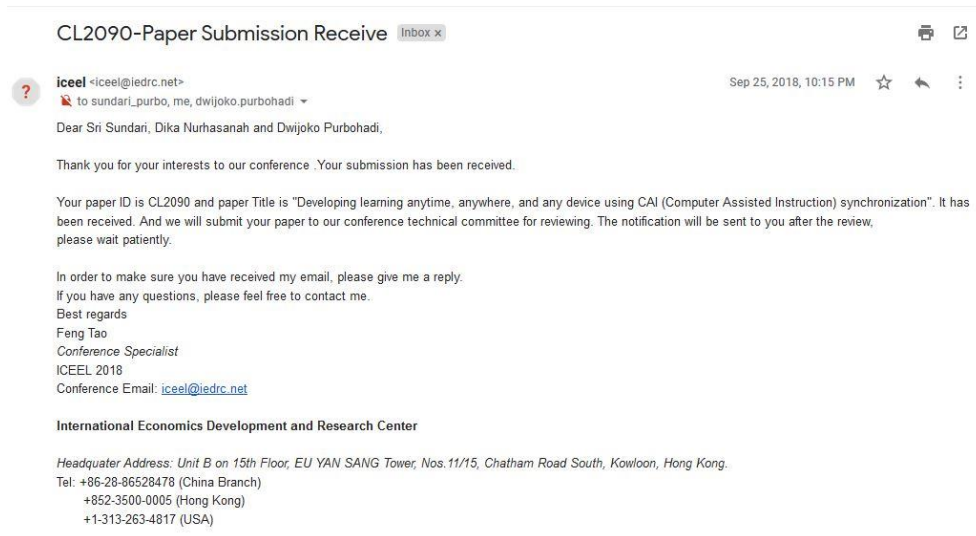 CL2090-Paper Submission Receive Inbox x
iceel <iceel@iedrc.net> Sep 25, 2018, 10:15 PM
? to sundari_purbo, me, dwijoko.purbohadi
Dear Sri Sundari, Dika Nurhasanah and Dwijoko Purbohadi,
Thank you for your interests to our conference .Your submission has been received.
Your paper ID is CL2090 and paper Title is "Developing learning anytime, anywhere, and any device using CAI (Computer Assisted Instruction) synchronization". It has
been received. And we will submit your paper to our conference technical committee for reviewing. The notification will be sent to you after the review,
please wait patiently.
In order to make sure you have received my email, please give me a reply.
If you have any questions, please feel free to contact me.
Best regards
Feng Tao
Conference Specialist
ICEEL 2018
Conference Email: iceel@iedrc.net
International Economics Development and Research Center
Headquater Address: Unit B on 15th Floor, EU YAN SANG Tower, Nos.11/15, Chatham Road South, Kowloon, Hong Kong.
Tel: +86-28-86528478 (China Branch)
+852-3500-0005 (Hong Kong)
+1-313-263-4817 (USA)